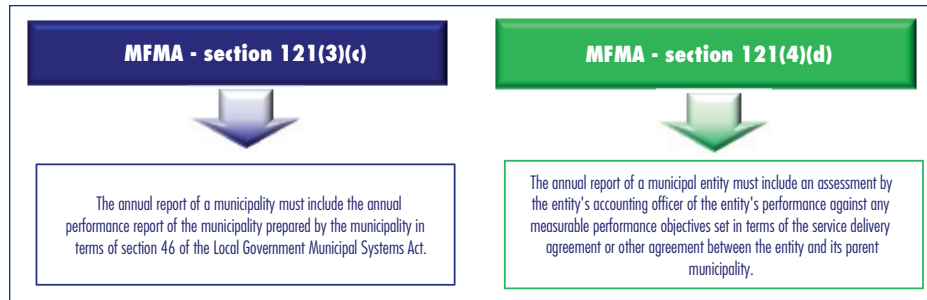 MFMA - section 121(3)(c)
The annual report of a municipality must include the annual
performance report of the municipality prepared by the municipality in
terms of section 46 of the Local Government Municipal Systems Act.
MFMA - section 121(4)(d)
The annual report of a municipal entity must include an assessment by
the entity's accounting officer of the entity's performance against any
measurable performance objectives set in terms of the service delivery
agreement or other agreement between the entity and its parent
municipality.